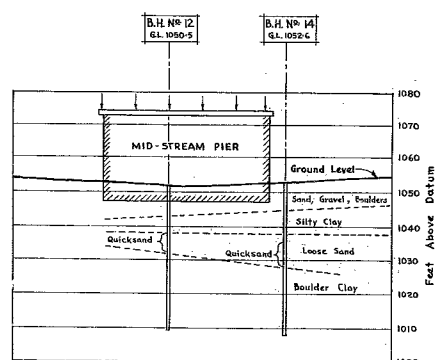 B.H. Nº 12
G.L. 1050·5
B.H. Nº 14
G.L. 1052·6
1080
1070
MID-STREAM PIER
1060
Ground Level
1050
Sand, Gravel, Boulders
Silty Clay
1040
Quicksand
Quicksand
Loose Sand
1030
Boulder Clay
1020
1010
Feet Above Datum